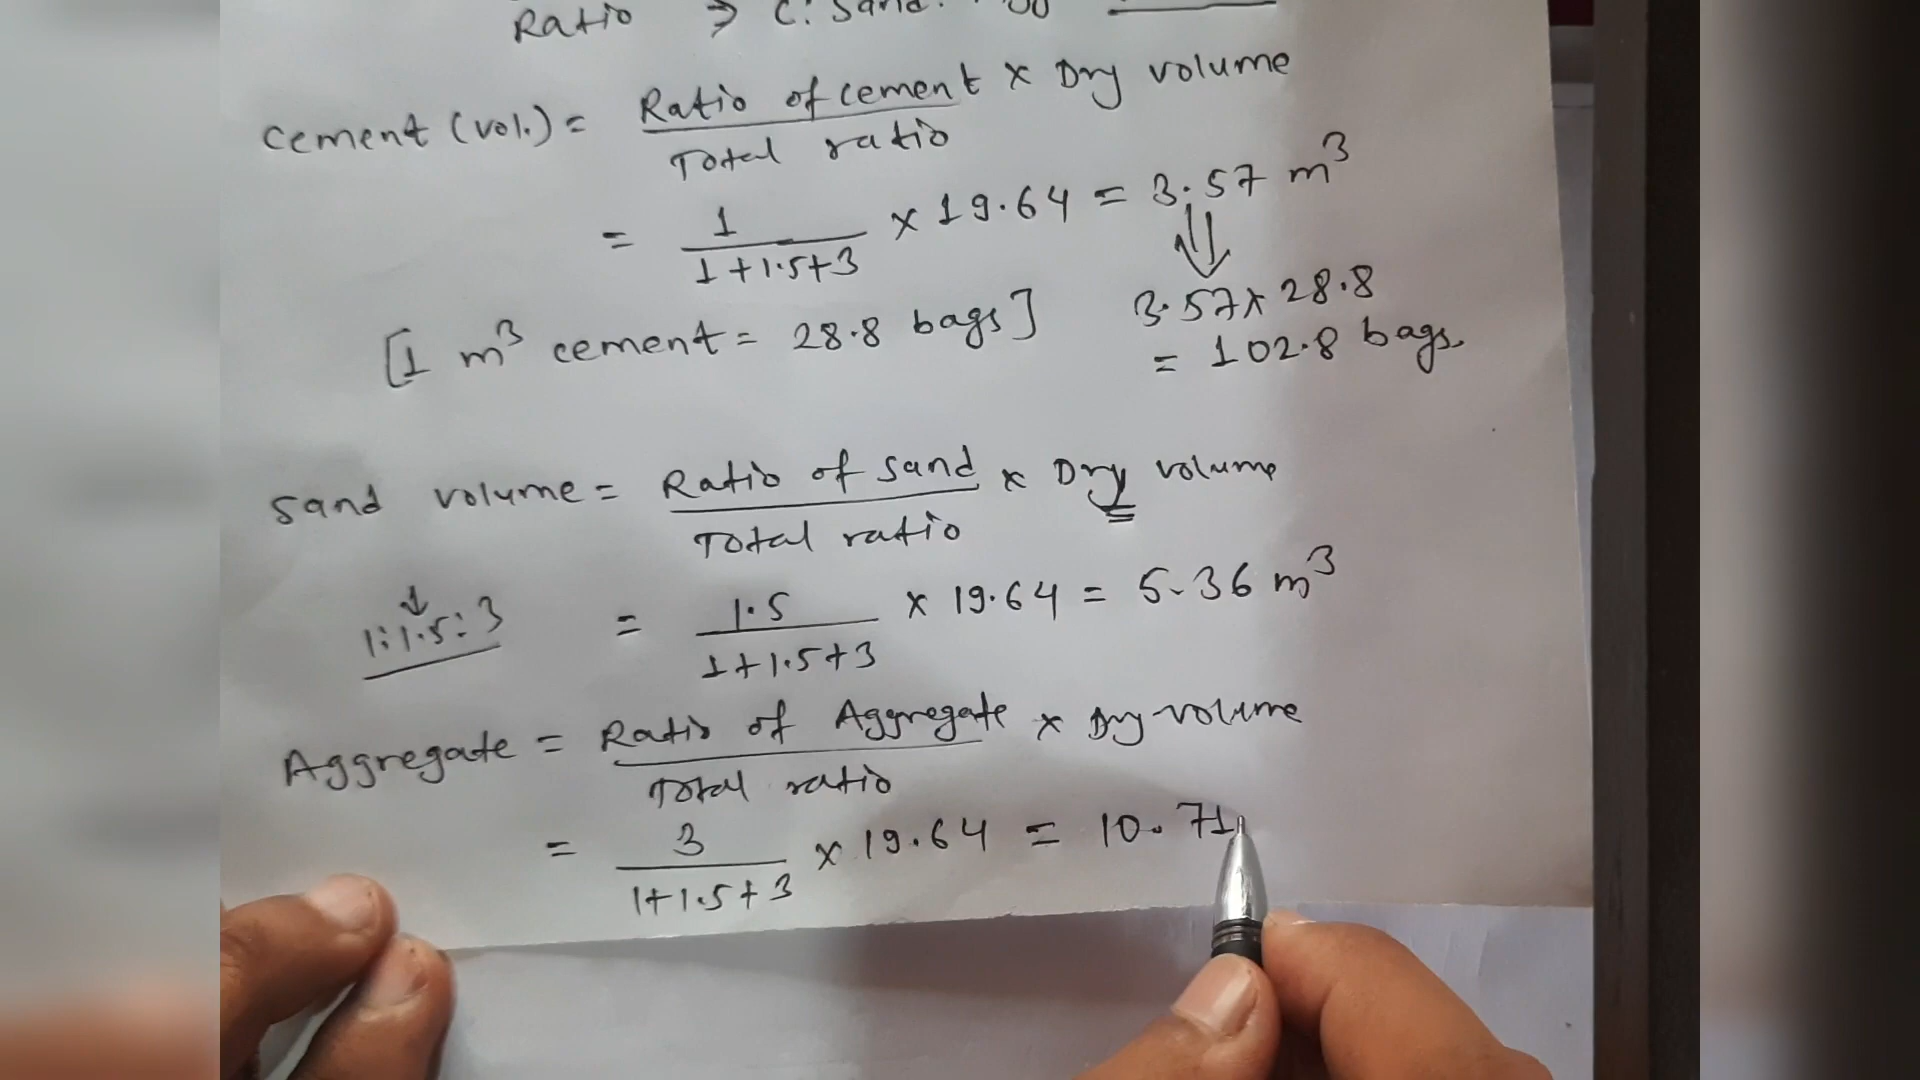 Ratio ⇒ C: Sand:
Cement (vol.) = Ratio of cement × Dry volume
Total ratio
= 1 × 19.64 = 3.57 m³
1+1.5+3
[1 m³ cement = 28.8 bags]
3.57 × 28.8
= 102.8 bags.
Sand volume = Ratio of sand × Dry volume
Total ratio
1:1.5:3
= 1.5 × 19.64 = 5.36 m³
1+1.5+3
Aggregate = Ratio of Aggregate × Dry volume
Total ratio
= 3 × 19.64 = 10.71
1+1.5+3